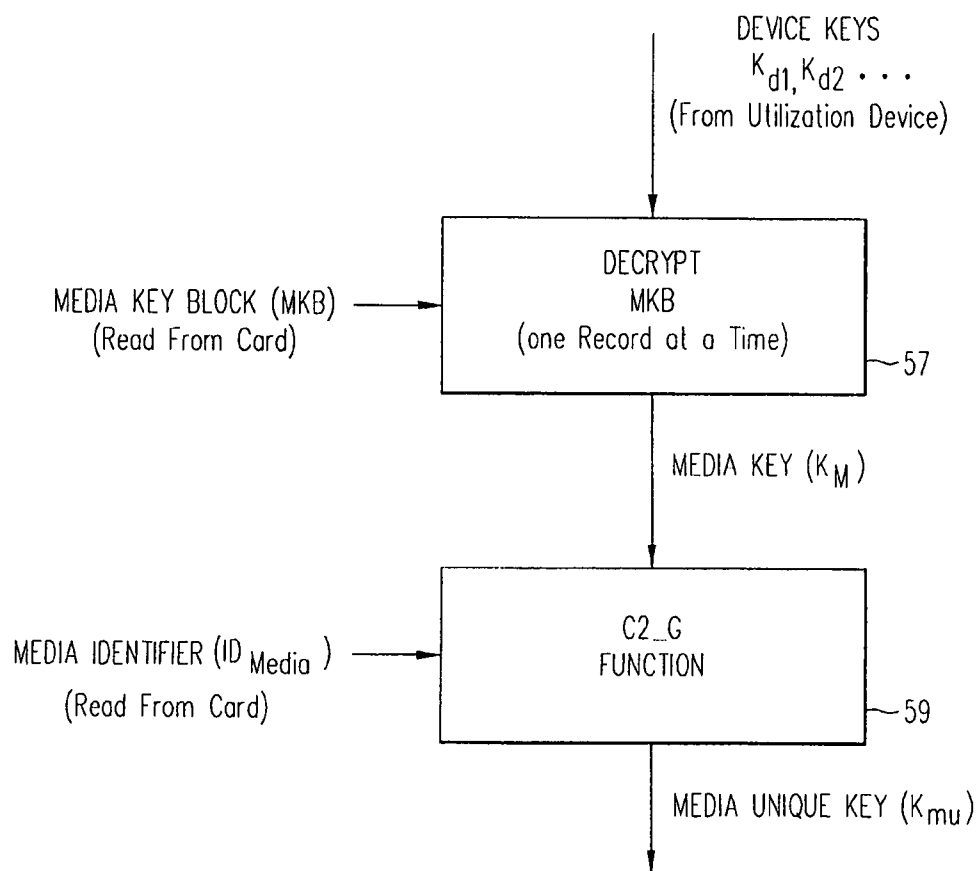 DEVICE KEYS
Kd1, Kd2 · · ·
(From Utilization Device)
DECRYPT
MKB
(one Record at a Time)
MEDIA KEY BLOCK (MKB)
(Read From Card)
57
MEDIA KEY (KM)
C2_G
FUNCTION
MEDIA IDENTIFIER (IDMedia)
(Read From Card)
59
MEDIA UNIQUE KEY (Kmu)